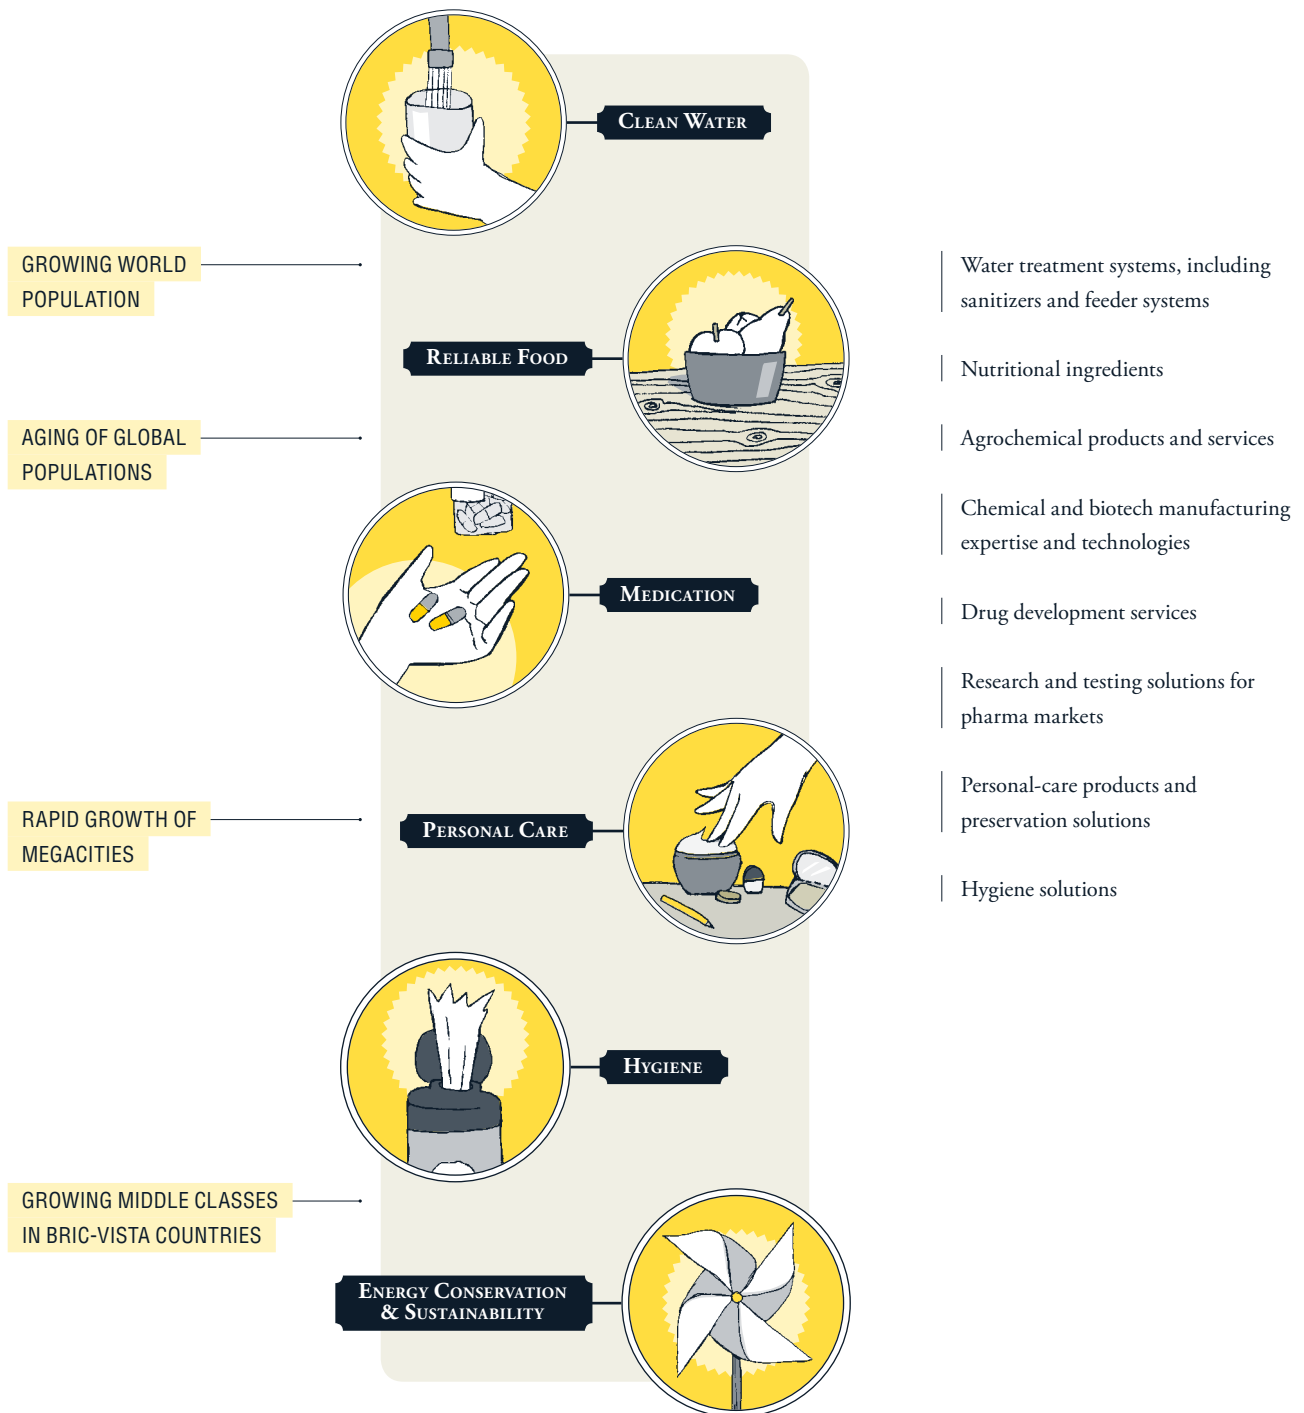 CLEAN WATER
GROWING WORLD
POPULATION
RELIABLE FOOD
AGING OF GLOBAL
POPULATIONS
MEDICATION
RAPID GROWTH OF
MEGACITIES
PERSONAL CARE
HYGIENE
GROWING MIDDLE CLASSES
IN BRIC-VISTA COUNTRIES
ENERGY CONSERVATION
& SUSTAINABILITY
Water treatment systems, including
sanitizers and feeder systems
Nutritional ingredients
Agrochemical products and services
Chemical and biotech manufacturing
expertise and technologies
Drug development services
Research and testing solutions for
pharma markets
Personal-care products and
preservation solutions
Hygiene solutions